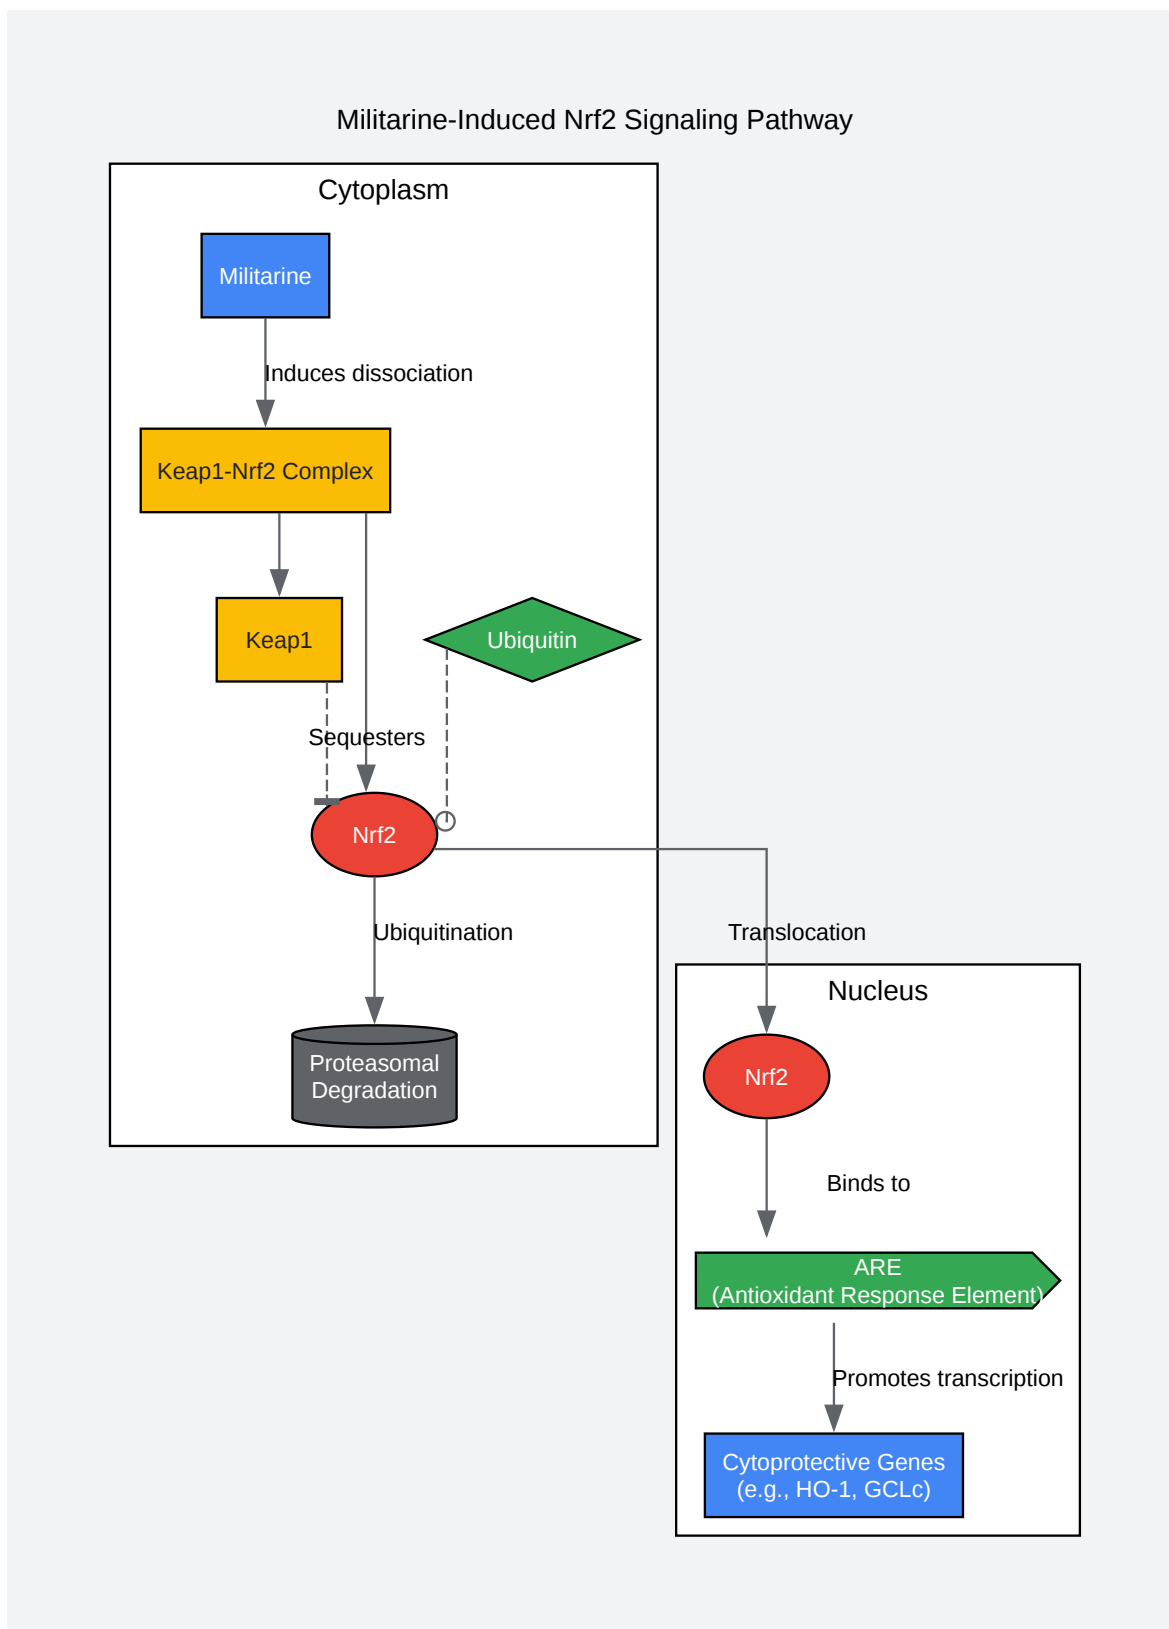 Militarine-Induced Nrf2 Signaling Pathway
Cytoplasm
Militarine
Induces dissociation
Keap1-Nrf2 Complex
Keap1
Ubiquitin
Sequesters
Nrf2
Ubiquitination
Translocation
Nucleus
Proteasomal
Degradation
Nrf2
Binds to
ARE
(Antioxidant Response Element)
Promotes transcription
Cytoprotective Genes
(e.g., HO-1, GCLc)